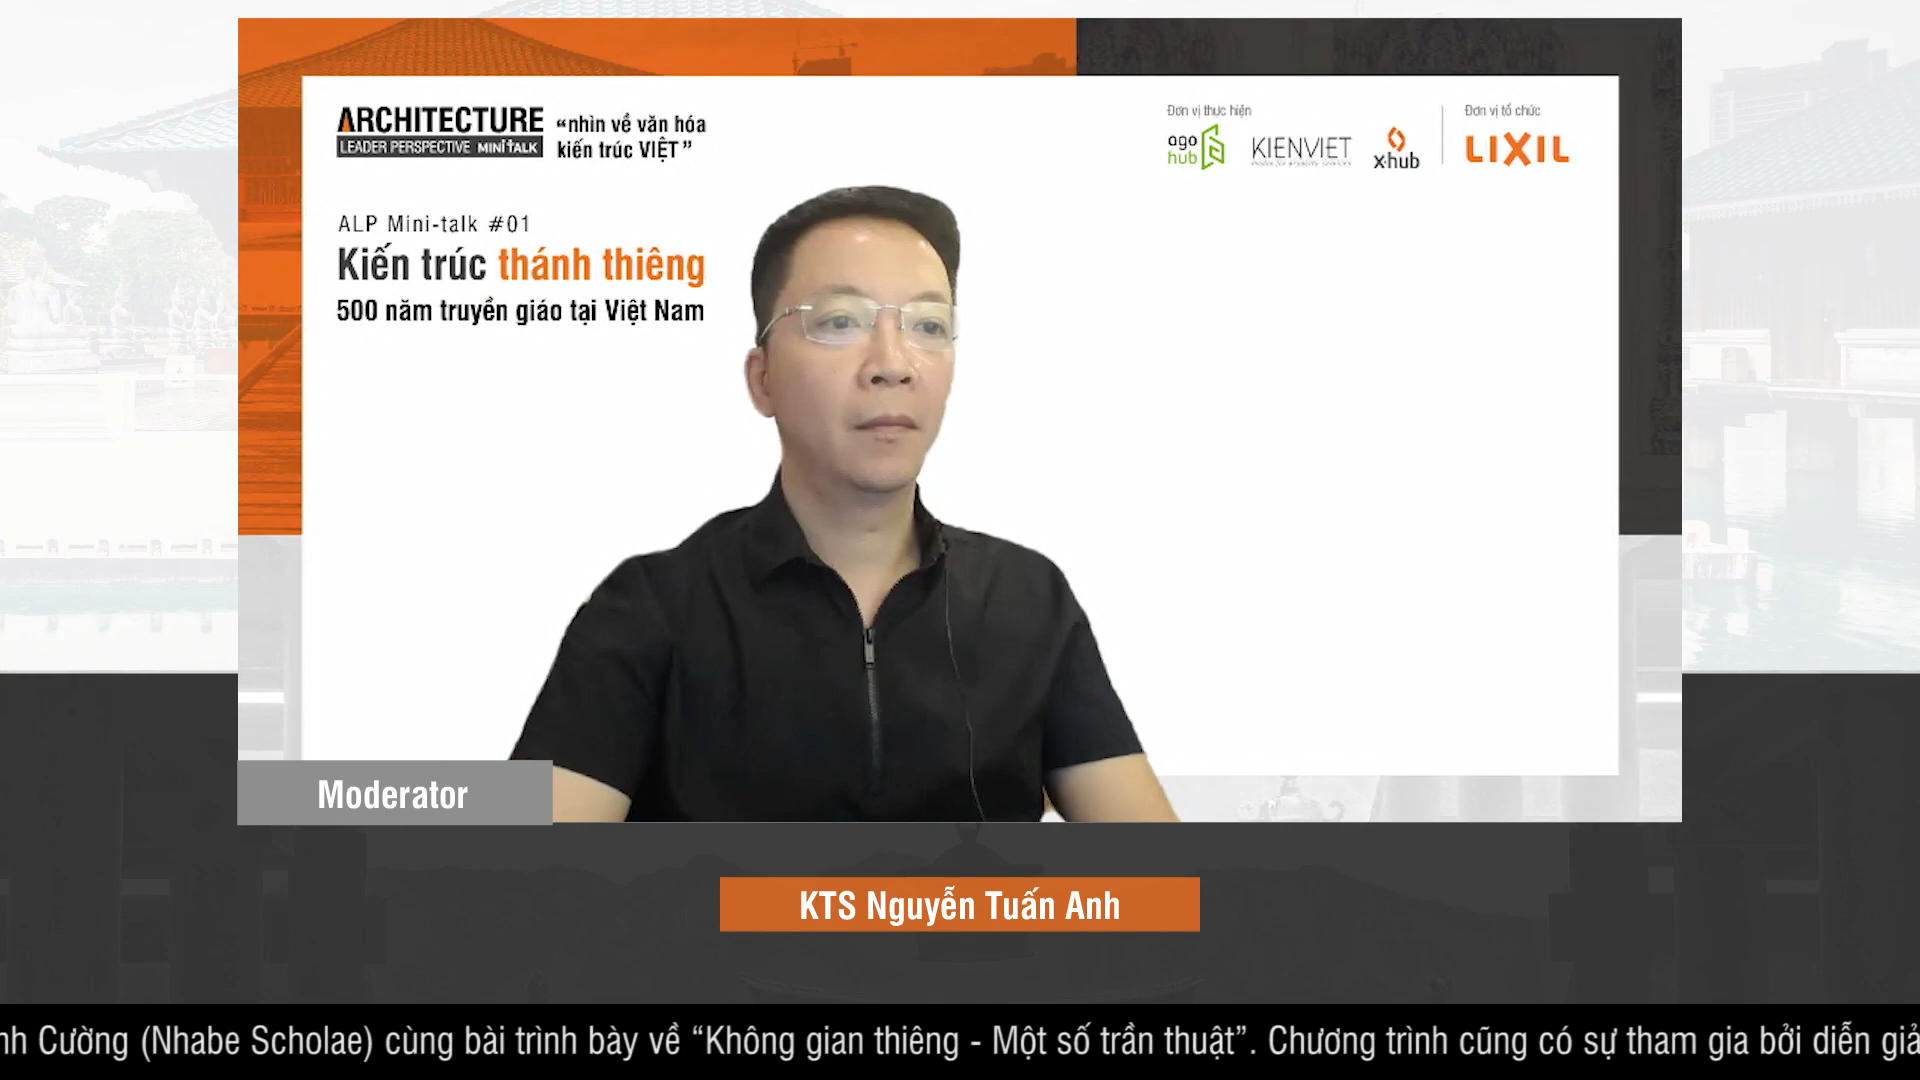 ARCHITECTURE
LEADER PERSPECTIVE MINITALK
“nhìn về văn hóa
kiến trúc VIỆT”
Đơn vị thực hiện
ago
hub
KIENVIET
x·hub
Đơn vị tổ chức
LIXIL
ALP Mini-talk #01
Kiến trúc thánh thiêng
500 năm truyền giáo tại Việt Nam
Moderator
KTS Nguyễn Tuấn Anh
nh Cường (Nhabe Scholae) cùng bài trình bày về “Không gian thiêng - Một số trần thuật”. Chương trình cũng có sự tham gia bởi diễn giả